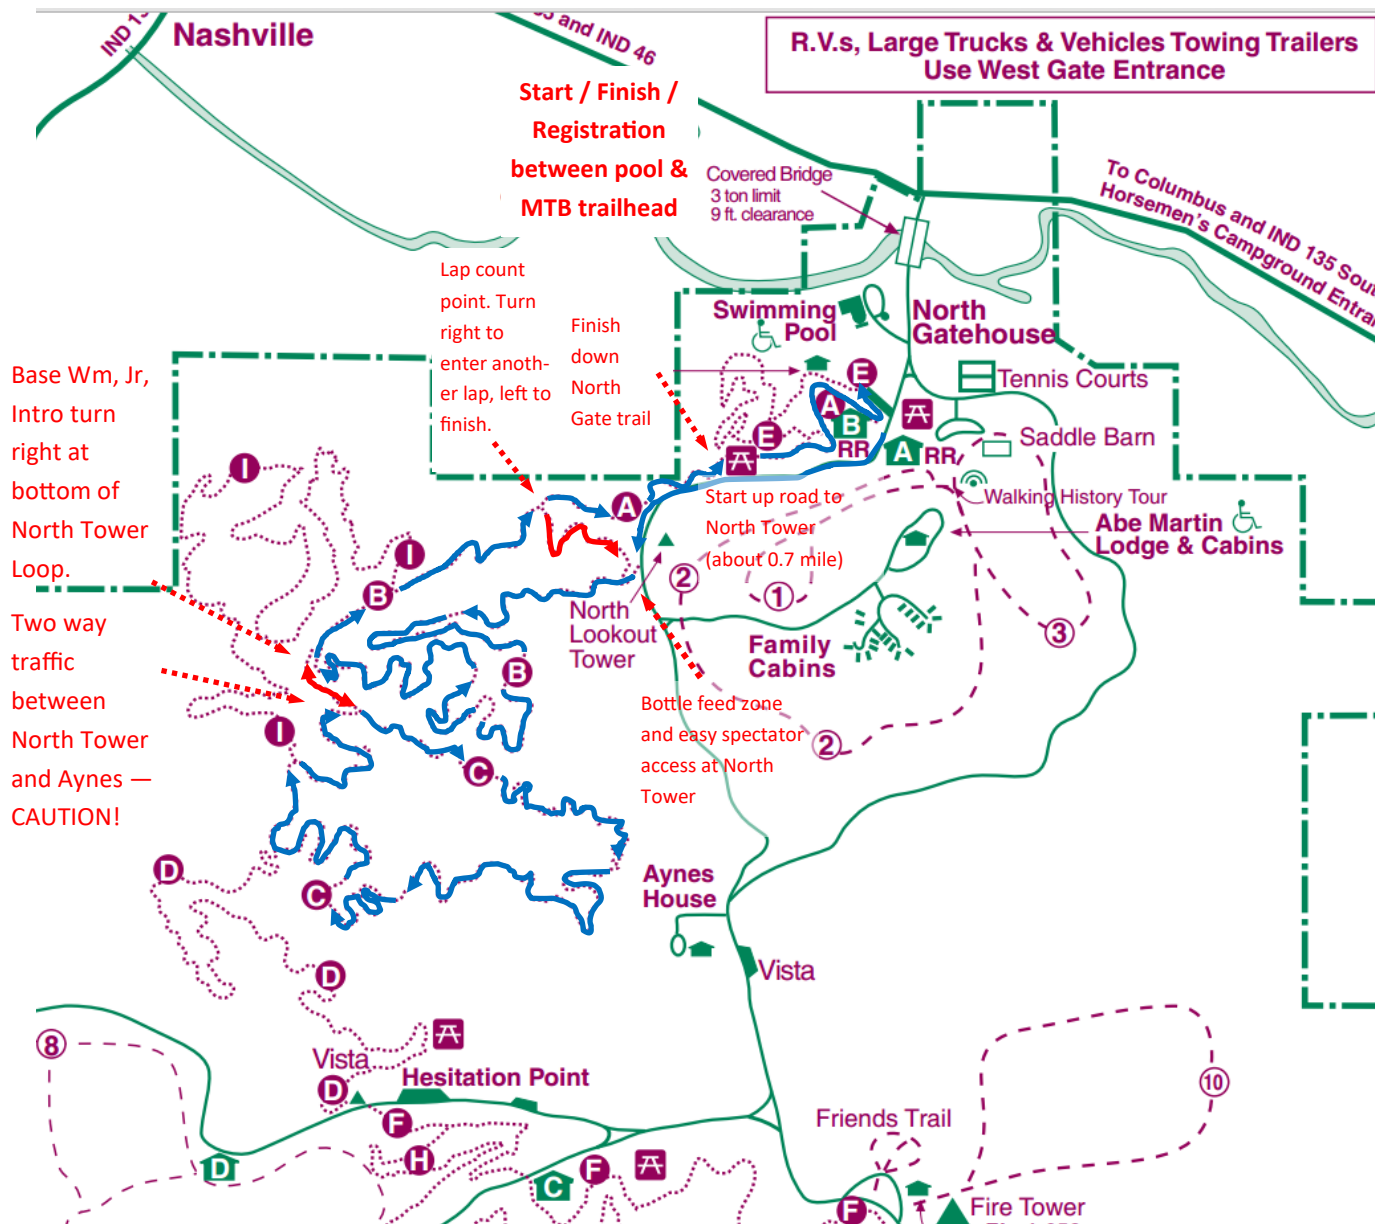 IND 13
Nashville
35 and IND 46
R.V.s, Large Trucks & Vehicles Towing Trailers
Use West Gate Entrance
Start / Finish /
Registration
between pool &
MTB trailhead
Covered Bridge
3 ton limit
9 ft. clearance
To Columbus and IND 135 Sout
Horsemen's Campground Entra
Lap count
point. Turn
right to
enter anoth-
er lap, left to
finish.
Finish
down
North
Gate trail
Swimming
Pool
North
Gatehouse
Tennis Courts
Saddle Barn
Walking History Tour
Abe Martin
Lodge & Cabins
E
A
B
RR
E
A
RR
Base Wm, Jr,
Intro turn
right at
bottom of
North Tower
Loop.
Start up road to
North Tower
(about 0.7 mile)
I
A
I
B
2
1
3
North
Lookout
Tower
Family
Cabins
Two way
traffic
between
North Tower
and Aynes —
CAUTION!
B
Bottle feed zone
and easy spectator
access at North
Tower
I
2
C
D
C
Aynes
House
Vista
D
8
Vista
D
Hesitation Point
10
F
H
D
Friends Trail
C
F
F
Fire Tower